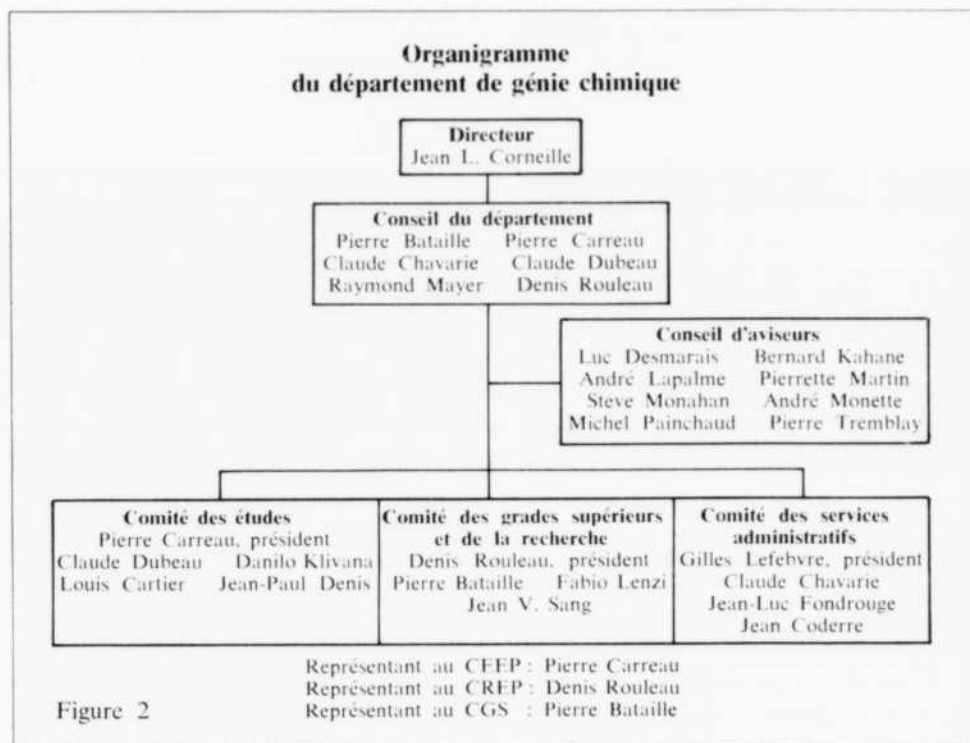 Organigramme
du département de génie chimique
Directeur
Jean L. Corneille
Conseil du département
Pierre Bataille Pierre Carreau
Claude Chavarie Claude Dubeau
Raymond Mayer Denis Rouleau
Conseil d'aviseurs
Luc Desmarais Bernard Kahane
André Lapalme Pierrette Martin
Steve Monahan André Monette
Michel Painchaud Pierre Tremblay
Comité des études
Pierre Carreau, président
Claude Dubeau Danilo Klivana
Louis Cartier Jean-Paul Denis
Comité des grades supérieurs
et de la recherche
Denis Rouleau, président
Pierre Bataille Fabio Lenzi
Jean V. Sang
Comité des services
administratifs
Gilles Lefebvre, président
Claude Chavarie
Jean-Luc Fondrouge
Jean Coderre
Représentant au CEEP : Pierre Carreau
Représentant au CREP : Denis Rouleau
Représentant au CGS : Pierre Bataille
Figure 2